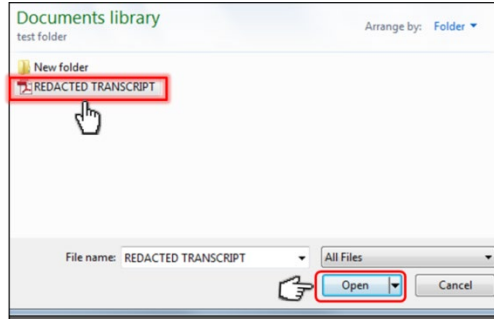 Documents library
test folder
Arrange by: Folder
New folder
REDACTED TRANSCRIPT
File name: REDACTED TRANSCRIPT
All Files
Open
Cancel